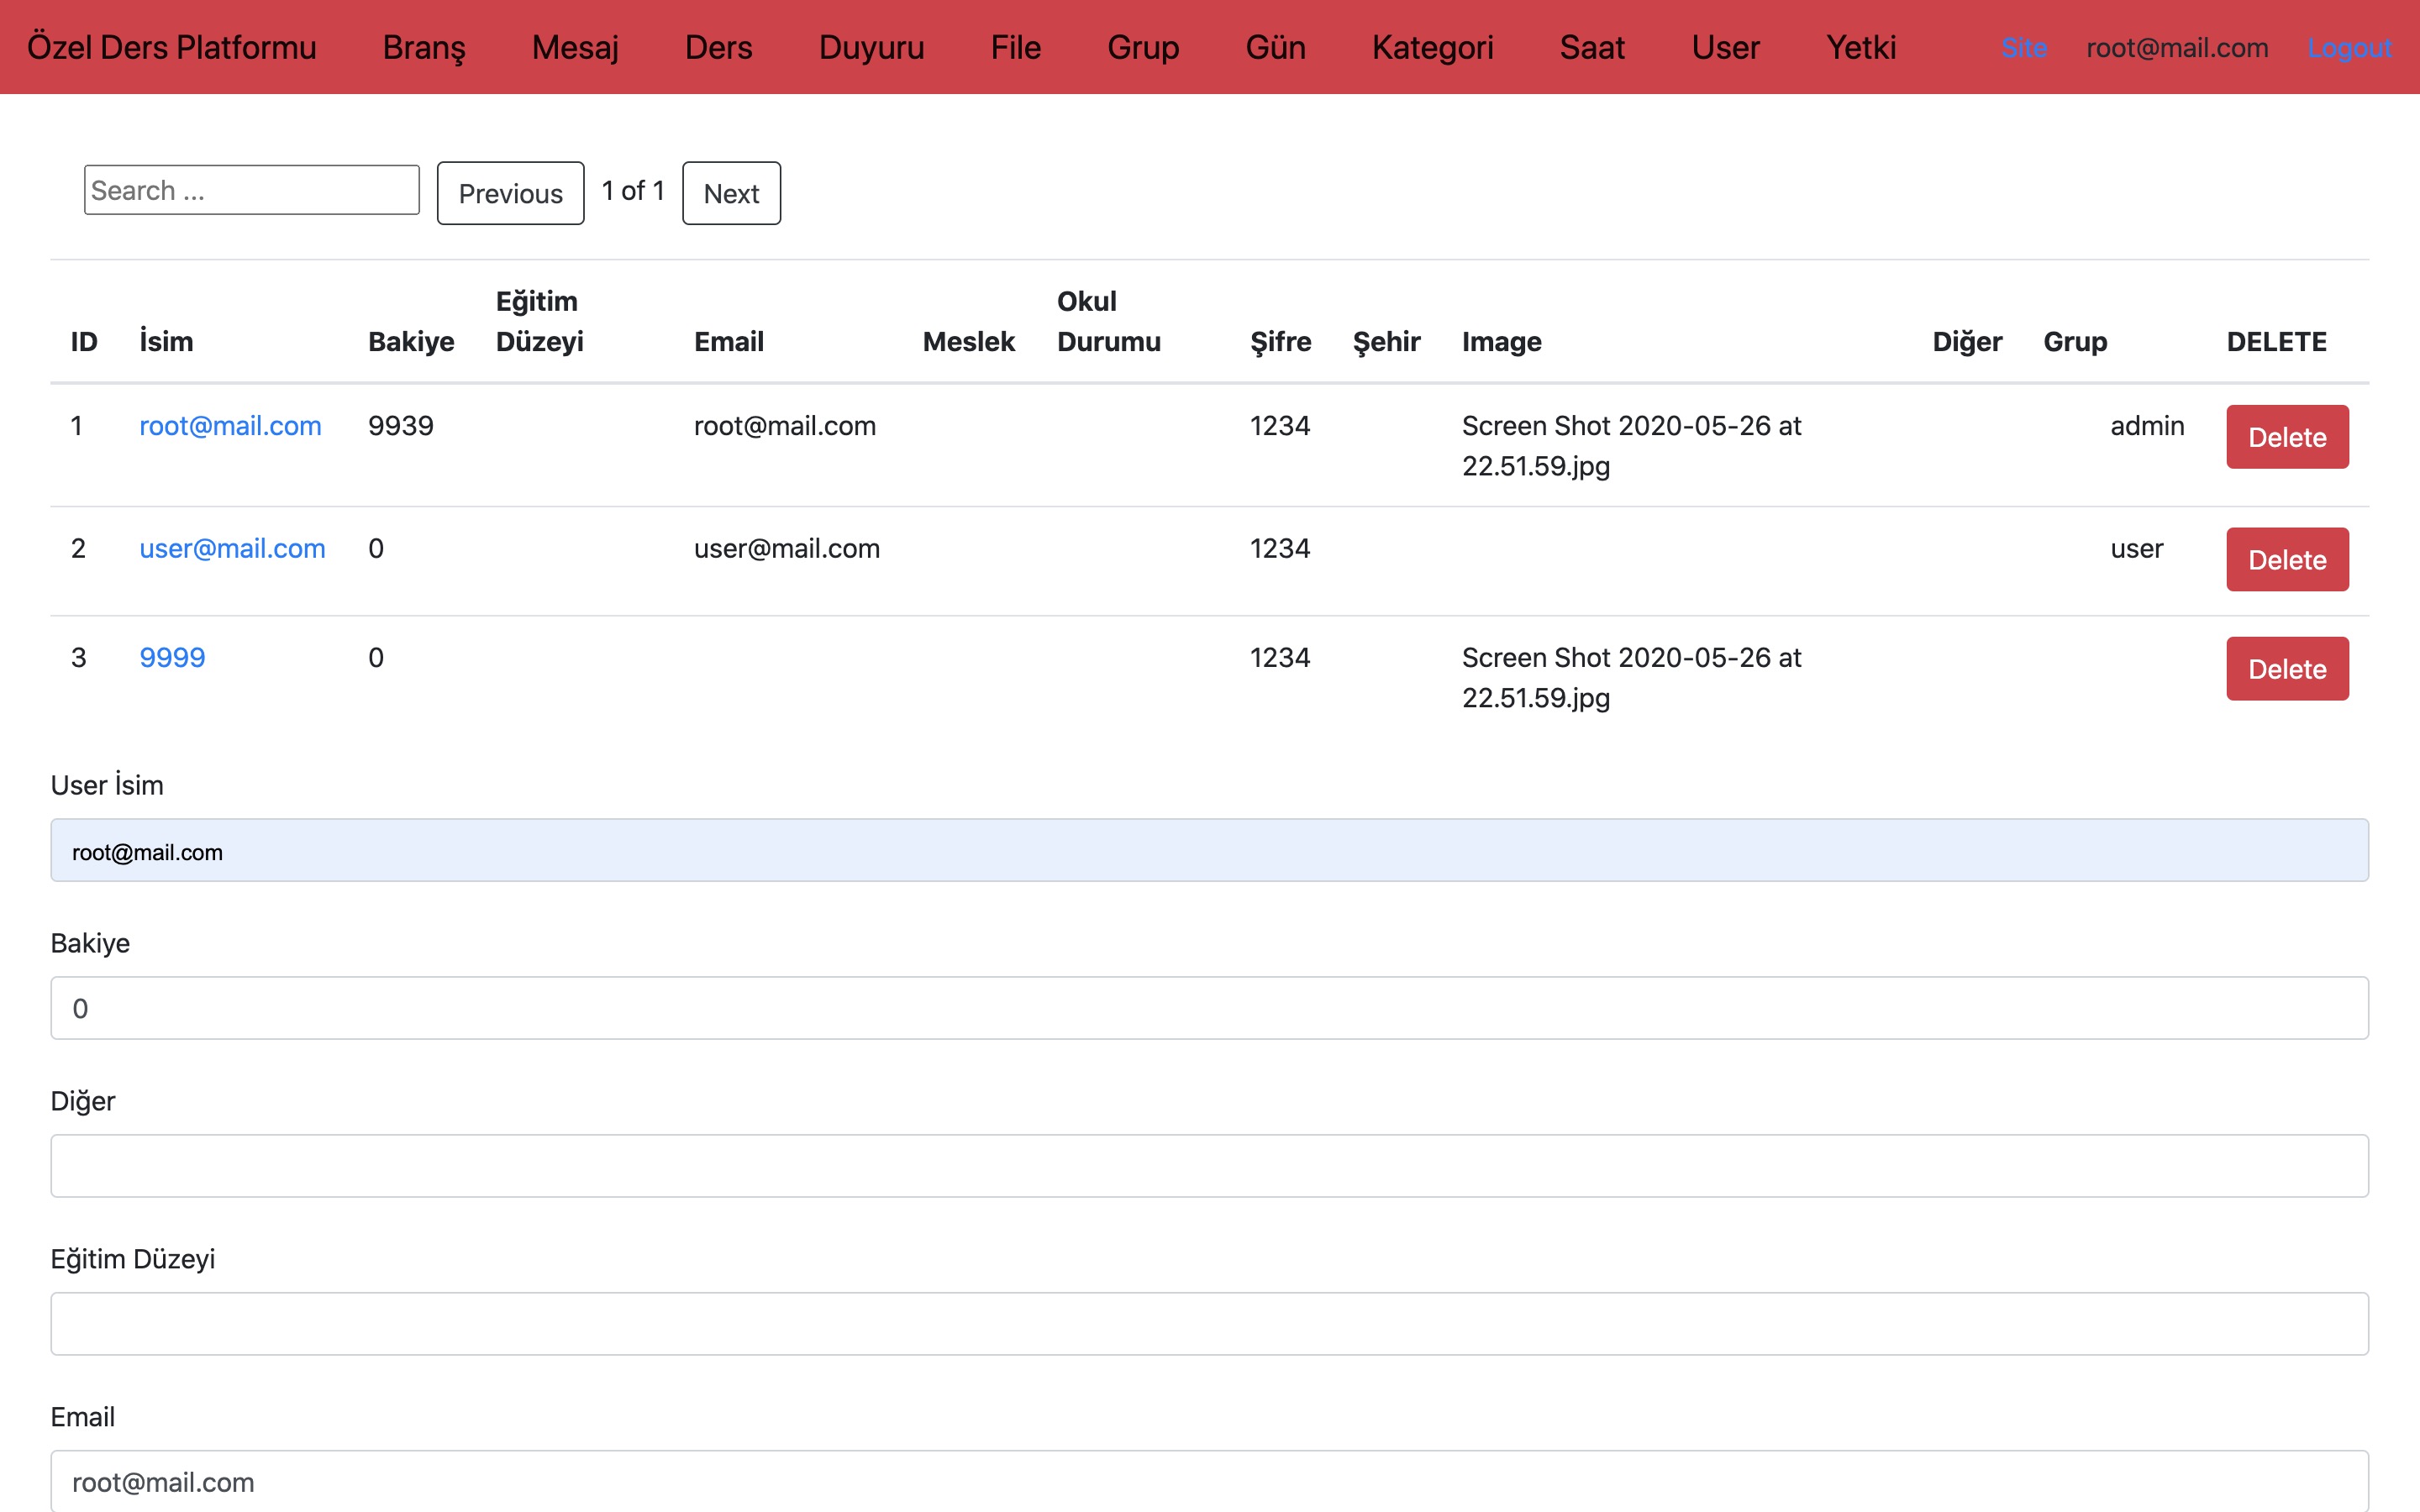 Özel Ders Platformu Branş Mesaj Ders Duyuru File Grup Gün Kategori Saat User Yetki Site root@mail.com Logout
Search ... Previous 1 of 1 Next
ID İsim Bakiye Eğitim Düzeyi Email Meslek Okul Durumu Şifre Şehir Image Diğer Grup DELETE
1 root@mail.com 9939 root@mail.com 1234 Screen Shot 2020-05-26 at 22.51.59.jpg admin Delete
2 user@mail.com 0 user@mail.com 1234 user Delete
3 9999 0 1234 Screen Shot 2020-05-26 at 22.51.59.jpg Delete
User İsim
root@mail.com
Bakiye
0
Diğer
Eğitim Düzeyi
Email
root@mail.com